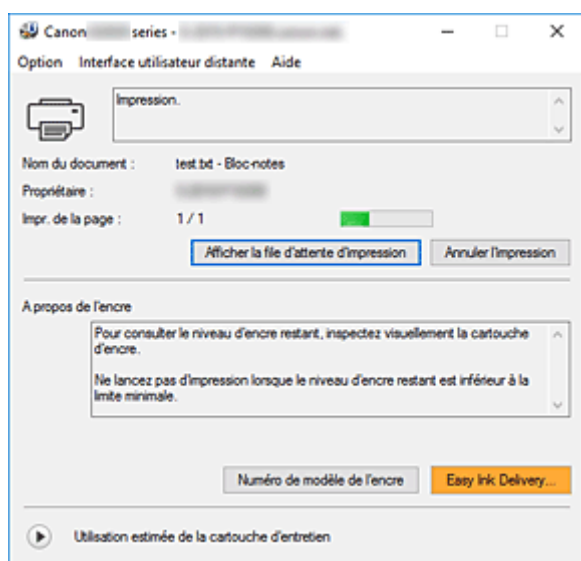 Canon series -
Option Interface utilisateur distante Aide
Impression.
Nom du document : test.txt - Bloc-notes
Propriétaire :
Impr. de la page : 1 / 1
Afficher la file d'attente d'impression Annuler l'impression
A propos de l'encre
Pour consulter le niveau d'encre restant, inspectez visuellement la cartouche
d'encre.
Ne lancez pas d'impression lorsque le niveau d'encre restant est inférieur à la
limite minimale.
Numéro de modèle de l'encre Easy Ink Delivery...
Utilisation estimée de la cartouche d'entretien